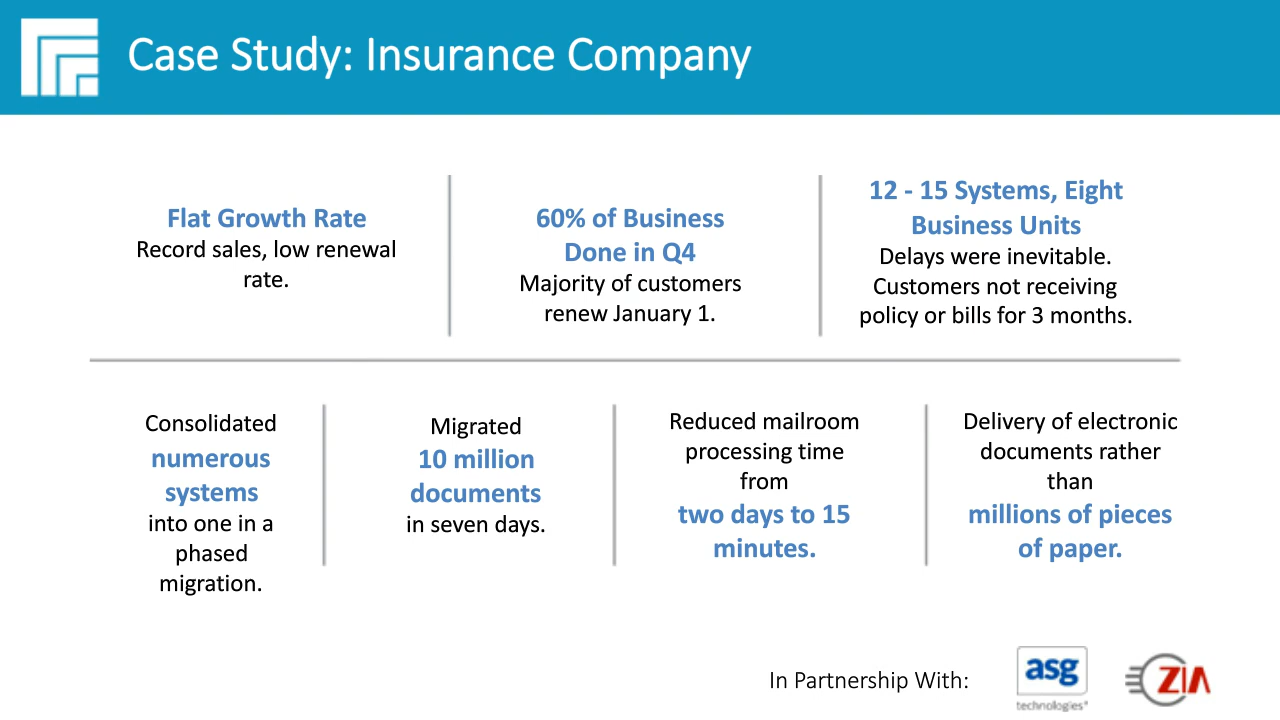 Case Study: Insurance Company
Flat Growth Rate
Record sales, low renewal
rate.
60% of Business
Done in Q4
Majority of customers
renew January 1.
12 - 15 Systems, Eight
Business Units
Delays were inevitable.
Customers not receiving
policy or bills for 3 months.
Consolidated
numerous
systems
into one in a
phased
migration.
Migrated
10 million
documents
in seven days.
Reduced mailroom
processing time
from
two days to 15
minutes.
Delivery of electronic
documents rather
than
millions of pieces
of paper.
In Partnership With:
asg
technologies®
ZIA